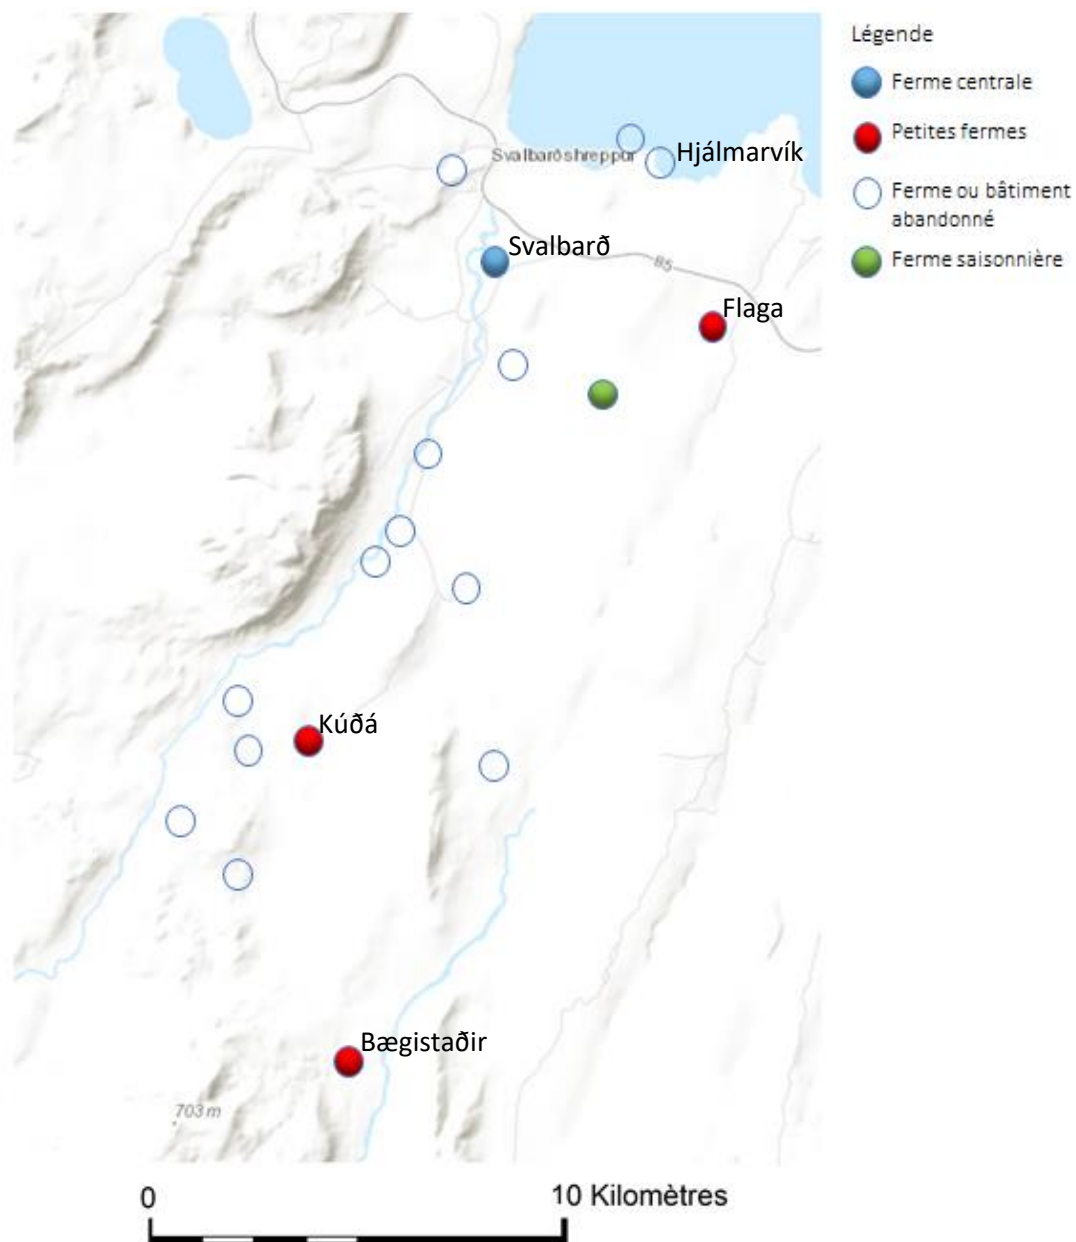 Légende
Ferme centrale
Petites fermes
Ferme ou bâtiment
abandonné
Ferme saisonnière
Svalbarðshreppur
Hjálmarvík
Svalbarð
85
Flaga
Kúðá
Bægistaðir
703 m
0
10 Kilomètres